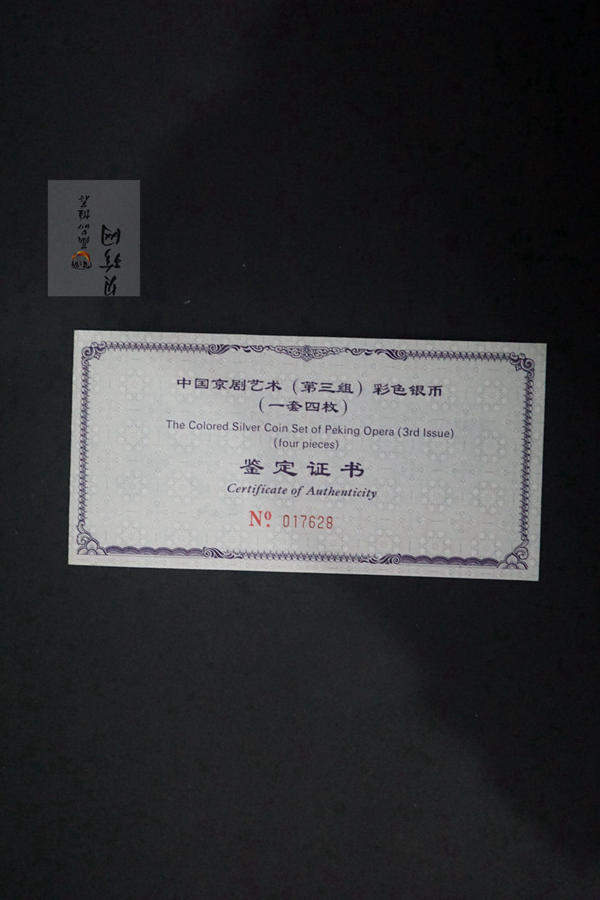 中国京剧艺术（第三组）彩色银币
（一套四枚）
The Colored Silver Coin Set of Peking Opera (3rd Issue)
(four pieces)
鉴定证书
Certificate of Authenticity
Nº 017628